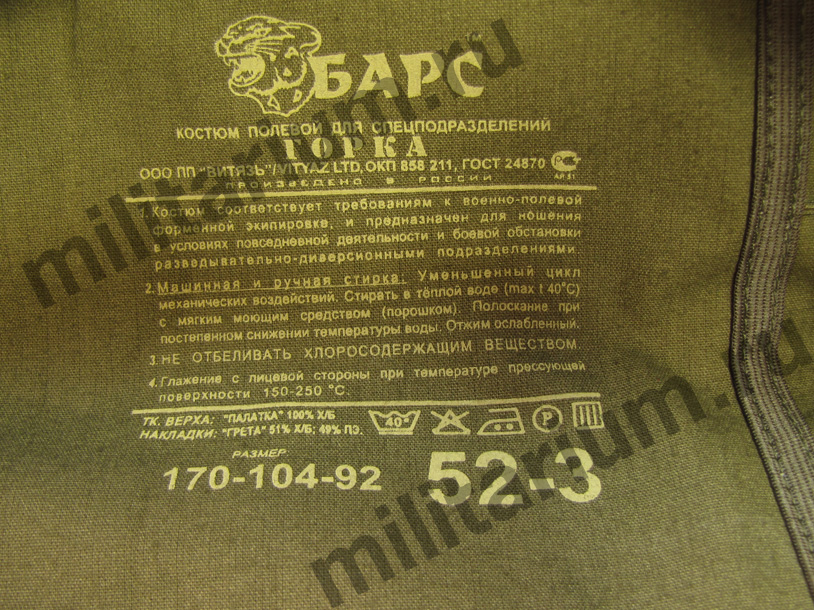 БАРС
КОСТЮМ ПОЛЕВОЙ ДЛЯ СПЕЦПОДРАЗДЕЛЕНИЙ
ГОРКА
ООО ПП "ВИТЯЗЬ"/VITYAZ LTD, ОКП 858 211, ГОСТ 24870
АР 51
ПРОИЗВЕДЕНО В РОССИИ
1. Костюм соответствует требованиям к военно-полевой
форменной экипировке, и предназначен для ношения
в условиях повседневной деятельности и боевой обстановки
разведывательно-диверсионными подразделениями.
2. Машинная и ручная стирка: Уменьшенный цикл
механических воздействий. Стирать в тёплой воде (max t 40°C)
с мягким моющим средством (порошком). Полоскание при
постепенном снижении температуры воды. Отжим ослабленный.
3. НЕ ОТБЕЛИВАТЬ ХЛОРОСОДЕРЖАЩИМ ВЕЩЕСТВОМ.
4. Глажение с лицевой стороны при температуре прессующей
поверхности 150-250 °C.
ТК. ВЕРХА: "ПАЛАТКА" 100% Х/Б
НАКЛАДКИ: "ГРЕТА" 51% Х/Б; 49% ПЭ.
40° P
РАЗМЕР
170-104-92 52-3
militarium.ru
militarium.ru